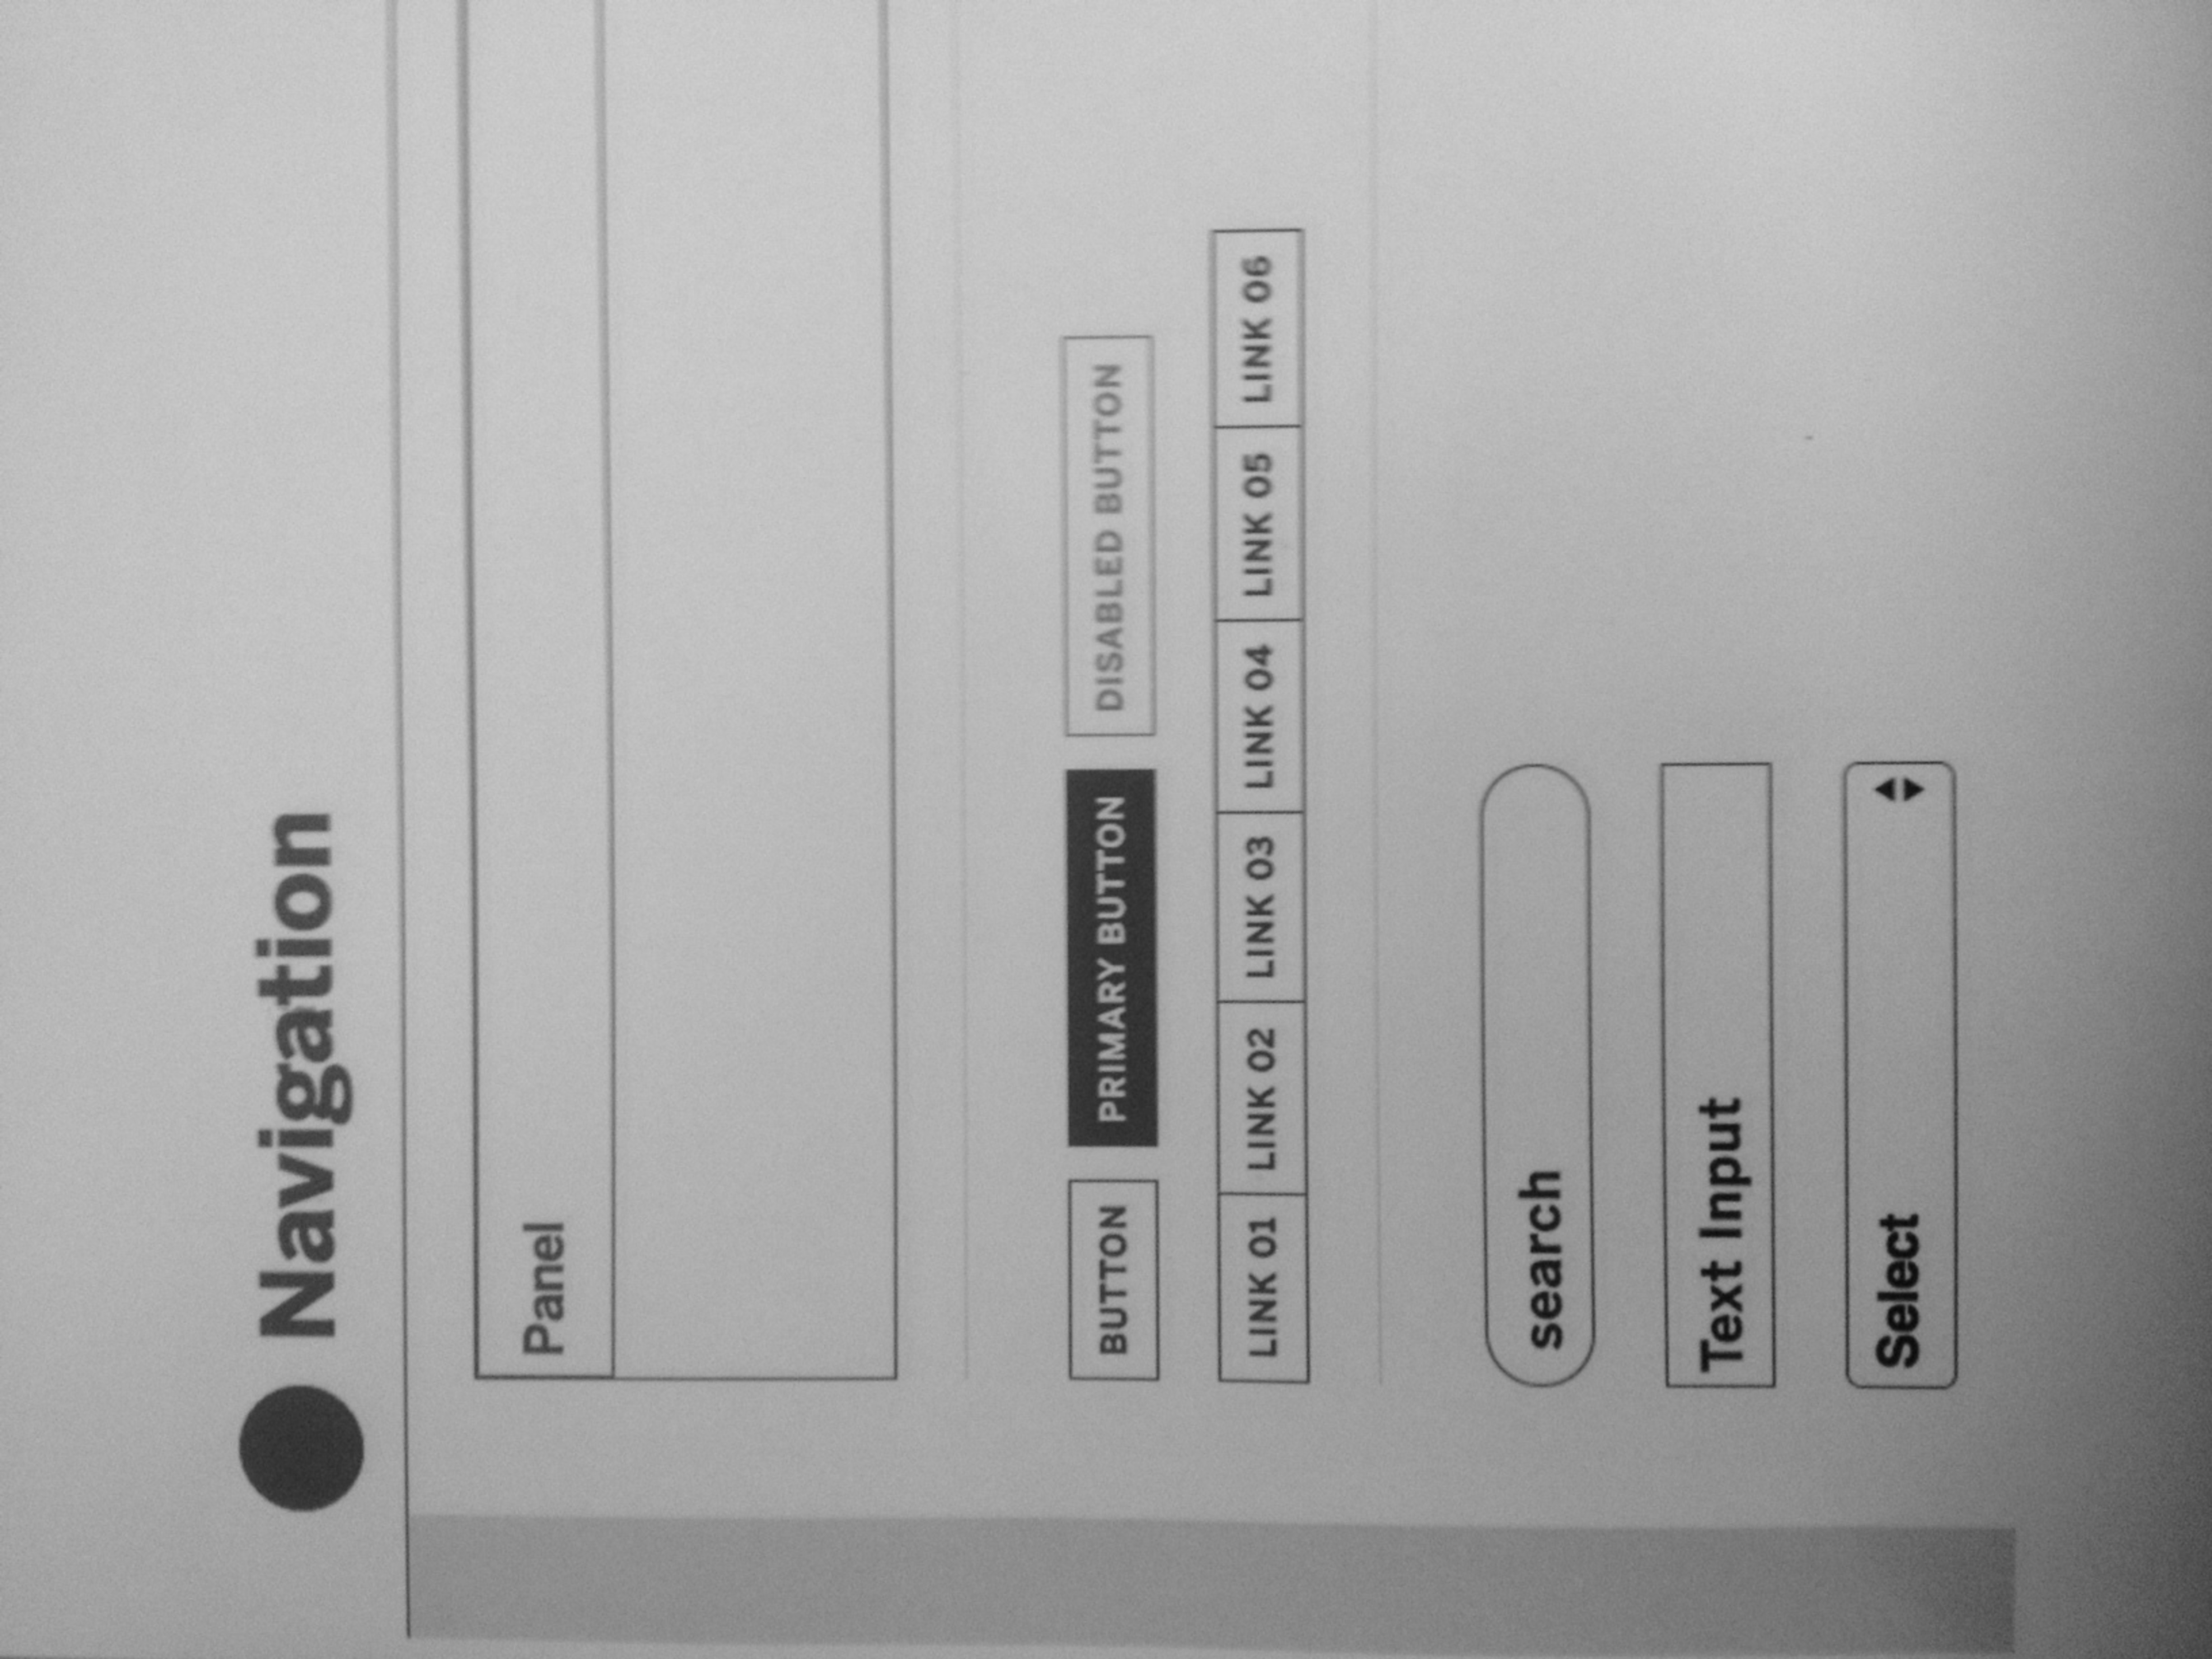 Navigation
Panel
BUTTON PRIMARY BUTTON DISABLED BUTTON
LINK 01 LINK 02 LINK 03 LINK 04 LINK 05 LINK 06
search
Text Input
Select